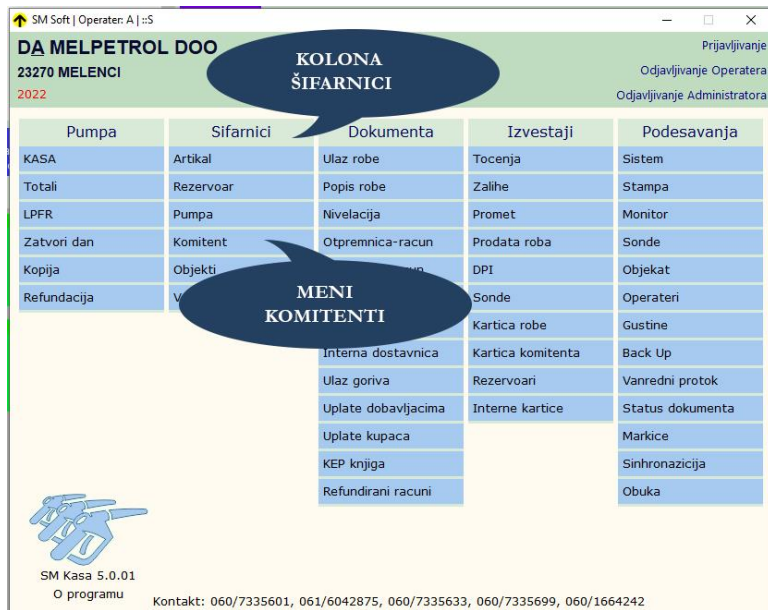 SM Soft | Operater: A | ::S
DA MELPETROL DOO
23270 MELENCI
2022
Prijavljivanje
Odjavljivanje Operatera
Odjavljivanje Administratora
KOLONA
ŠIFARNICI
Pumpa
KASA
Totali
LPFR
Zatvori dan
Kopija
Refundacija
Sifarnici
Artikal
Rezervoar
Pumpa
Komitent
Objekti
MENI
KOMITENTI
Dokumenta
Ulaz robe
Popis robe
Nivelacija
Otpremnica-racun
Interna dostavnica
Ulaz goriva
Uplate dobavljacima
Uplate kupaca
KEP knjiga
Refundirani racuni
Izvestaji
Tocenja
Zalihe
Promet
Prodata roba
DPI
Sonde
Kartica robe
Kartica komitenta
Rezervoari
Interne kartice
Podesavanja
Sistem
Stampa
Monitor
Sonde
Objekat
Operateri
Gustine
Back Up
Vanredni protok
Status dokumenta
Markice
Sinhronazicija
Obuka
SM Kasa 5.0.01
O programu
Kontakt: 060/7335601, 061/6042875, 060/7335633, 060/7335699, 060/1664242